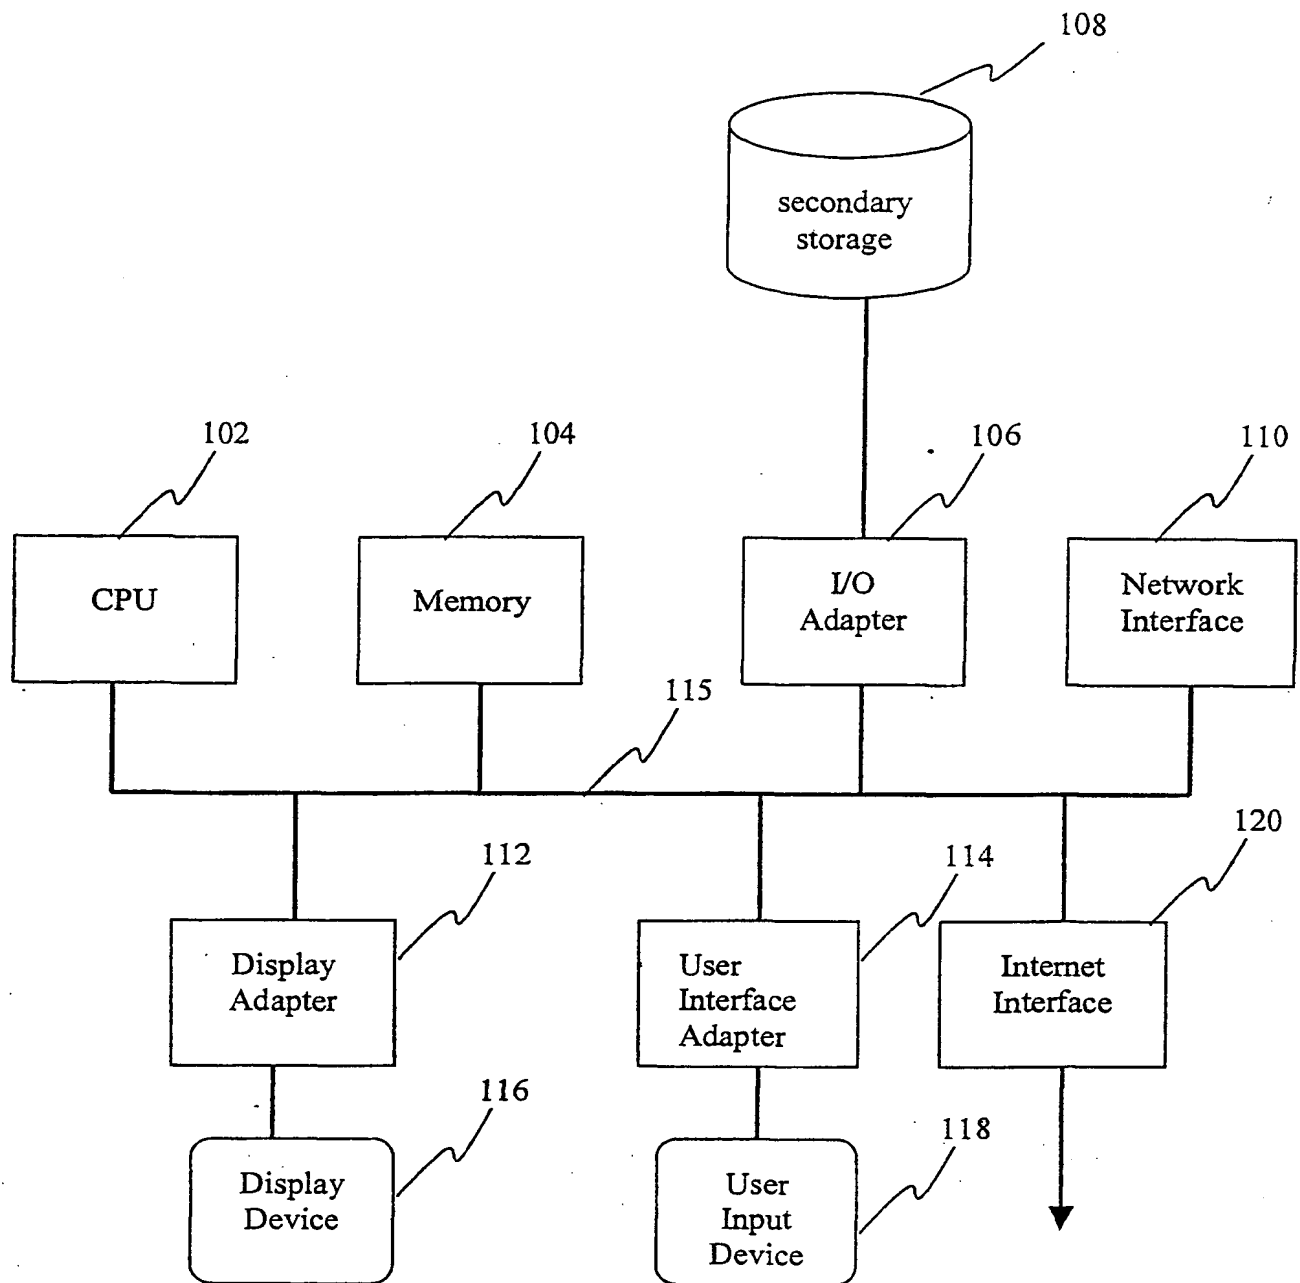 108
secondary
storage
102
104
106
110
CPU
Memory
I/O
Adapter
Network
Interface
115
112
114
120
Display
Adapter
User
Interface
Adapter
Internet
Interface
116
118
Display
Device
User
Input
Device